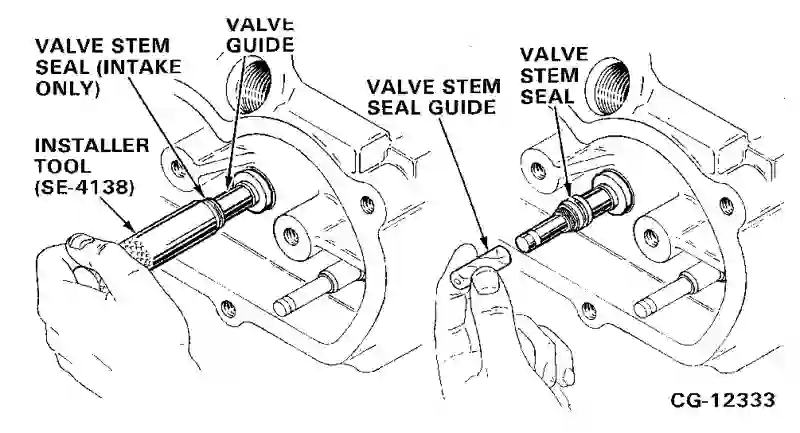 VALVE STEM
SEAL (INTAKE
ONLY)
VALVE
GUIDE
INSTALLER
TOOL
(SE-4138)
VALVE STEM
SEAL GUIDE
VALVE
STEM
SEAL
CG-12333